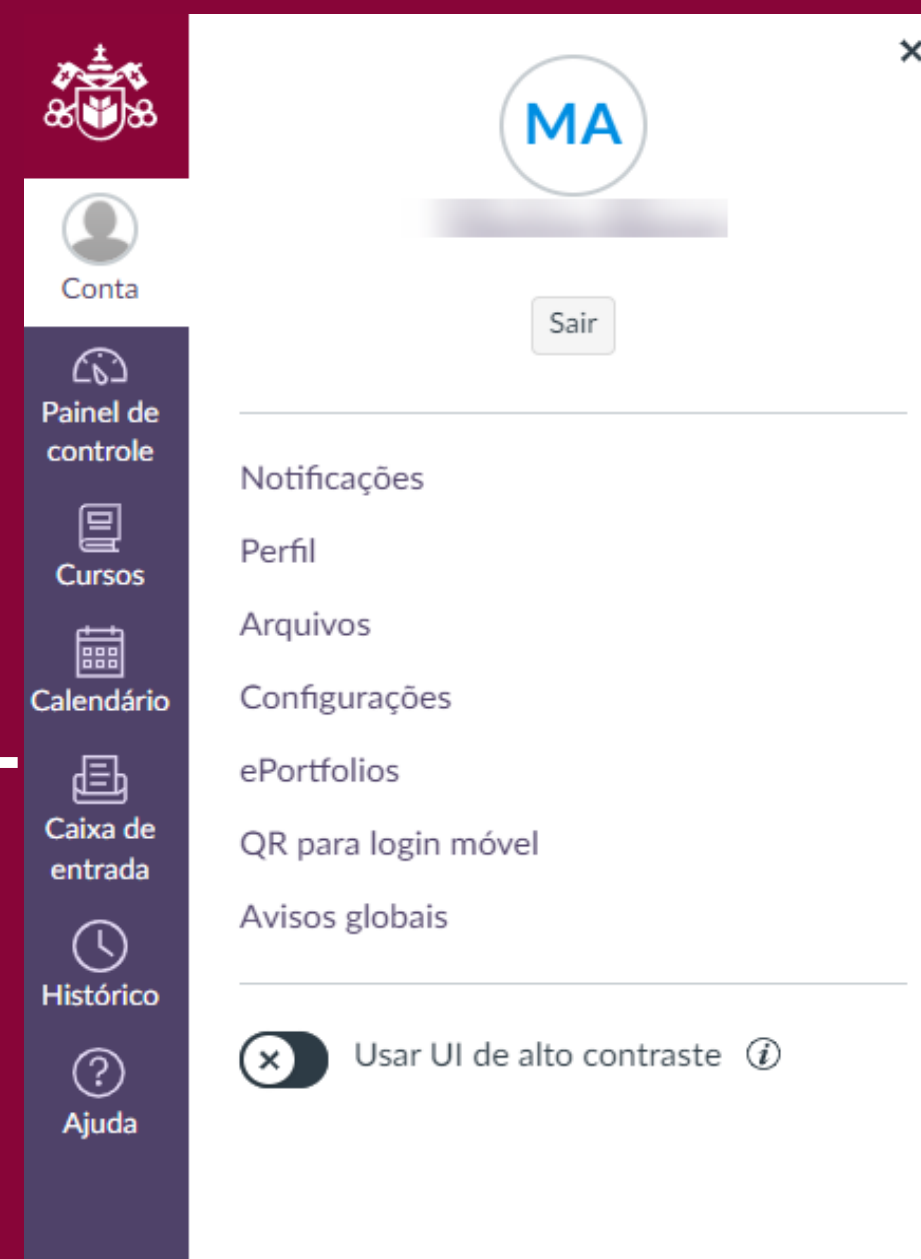 MA
Sair
Conta
Painel de
controle
Cursos
Calendário
Caixa de
entrada
Histórico
Ajuda
Notificações
Perfil
Arquivos
Configurações
ePortfolios
QR para login móvel
Avisos globais
Usar UI de alto contraste